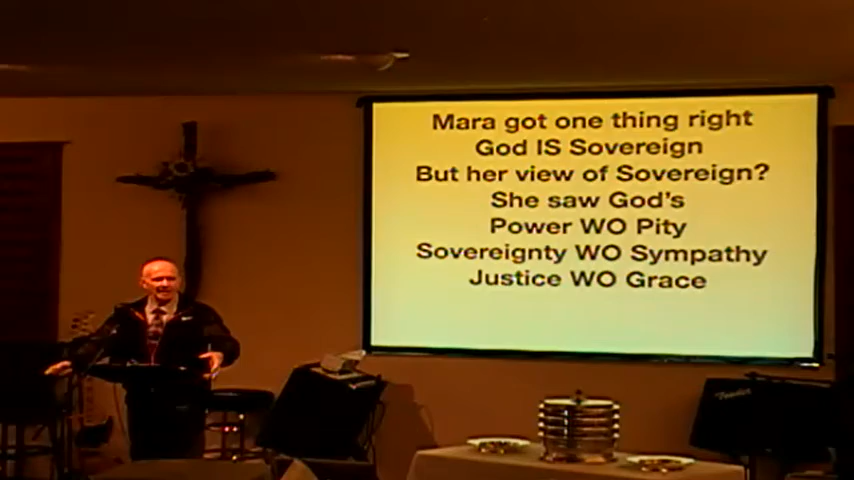 Mara got one thing right
God IS Sovereign
But her view of Sovereign?
She saw God's
Power WO Pity
Sovereignty WO Sympathy
Justice WO Grace
Fender